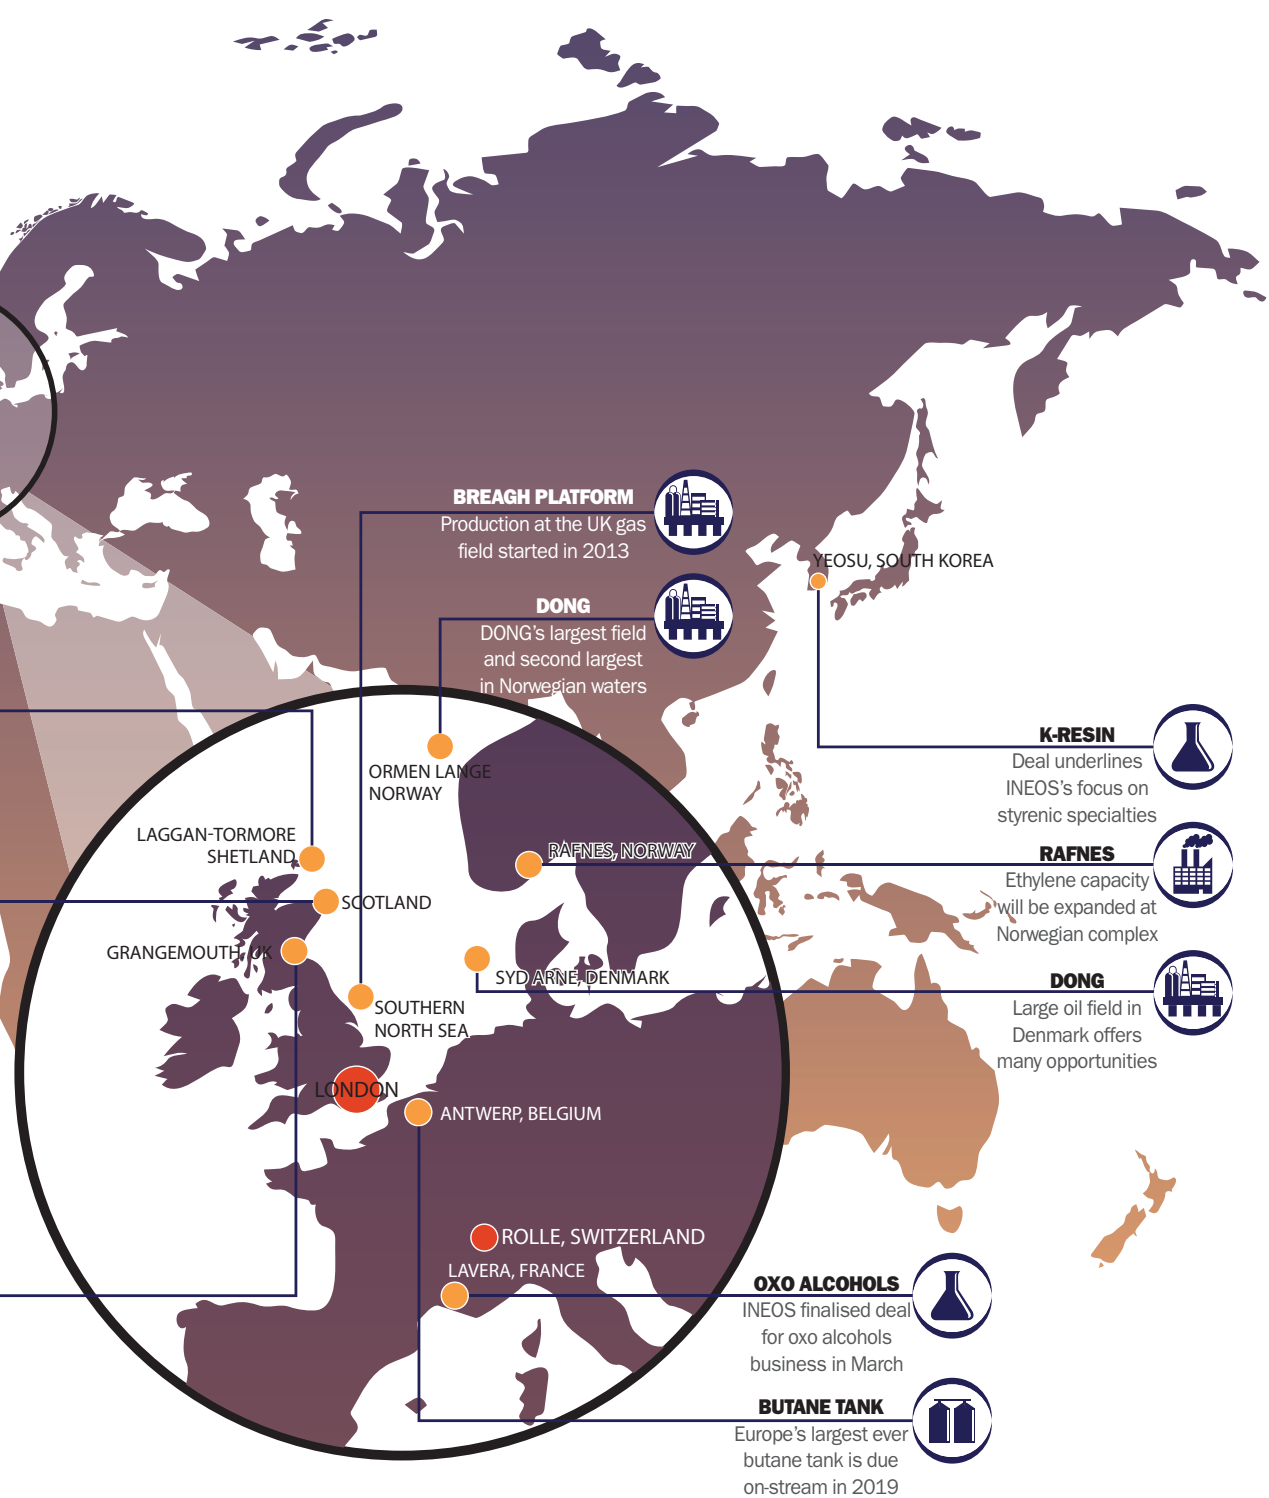 BREAGH PLATFORM
Production at the UK gas
field started in 2013
DONG
DONG's largest field
and second largest
in Norwegian waters
YEOSU, SOUTH KOREA
K-RESIN
Deal underlines
INEOS's focus on
styrenic specialties
ORMEN LANGE
NORWAY
LAGGAN-TORMORE
SHETLAND
RAFNES, NORWAY
RAFNES
Ethylene capacity
will be expanded at
Norwegian complex
SCOTLAND
GRANGEMOUTH, UK
SYD ARNE, DENMARK
DONG
Large oil field in
Denmark offers
many opportunities
SOUTHERN
NORTH SEA
LONDON
ANTWERP, BELGIUM
ROLLE, SWITZERLAND
LAVERA, FRANCE
OXO ALCOHOLS
INEOS finalised deal
for oxo alcohols
business in March
BUTANE TANK
Europe's largest ever
butane tank is due
on-stream in 2019